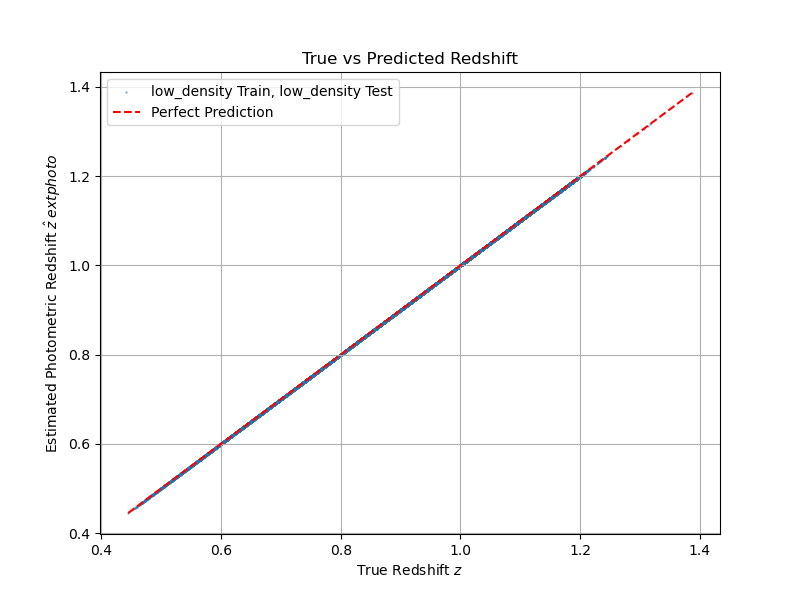 True vs Predicted Redshift
low_density Train, low_density Test
Perfect Prediction
Estimated Photometric Redshift ẑ extphoto
1.4
1.2
1.0
0.8
0.6
0.4
0.4 0.6 0.8 1.0 1.2 1.4
True Redshift z